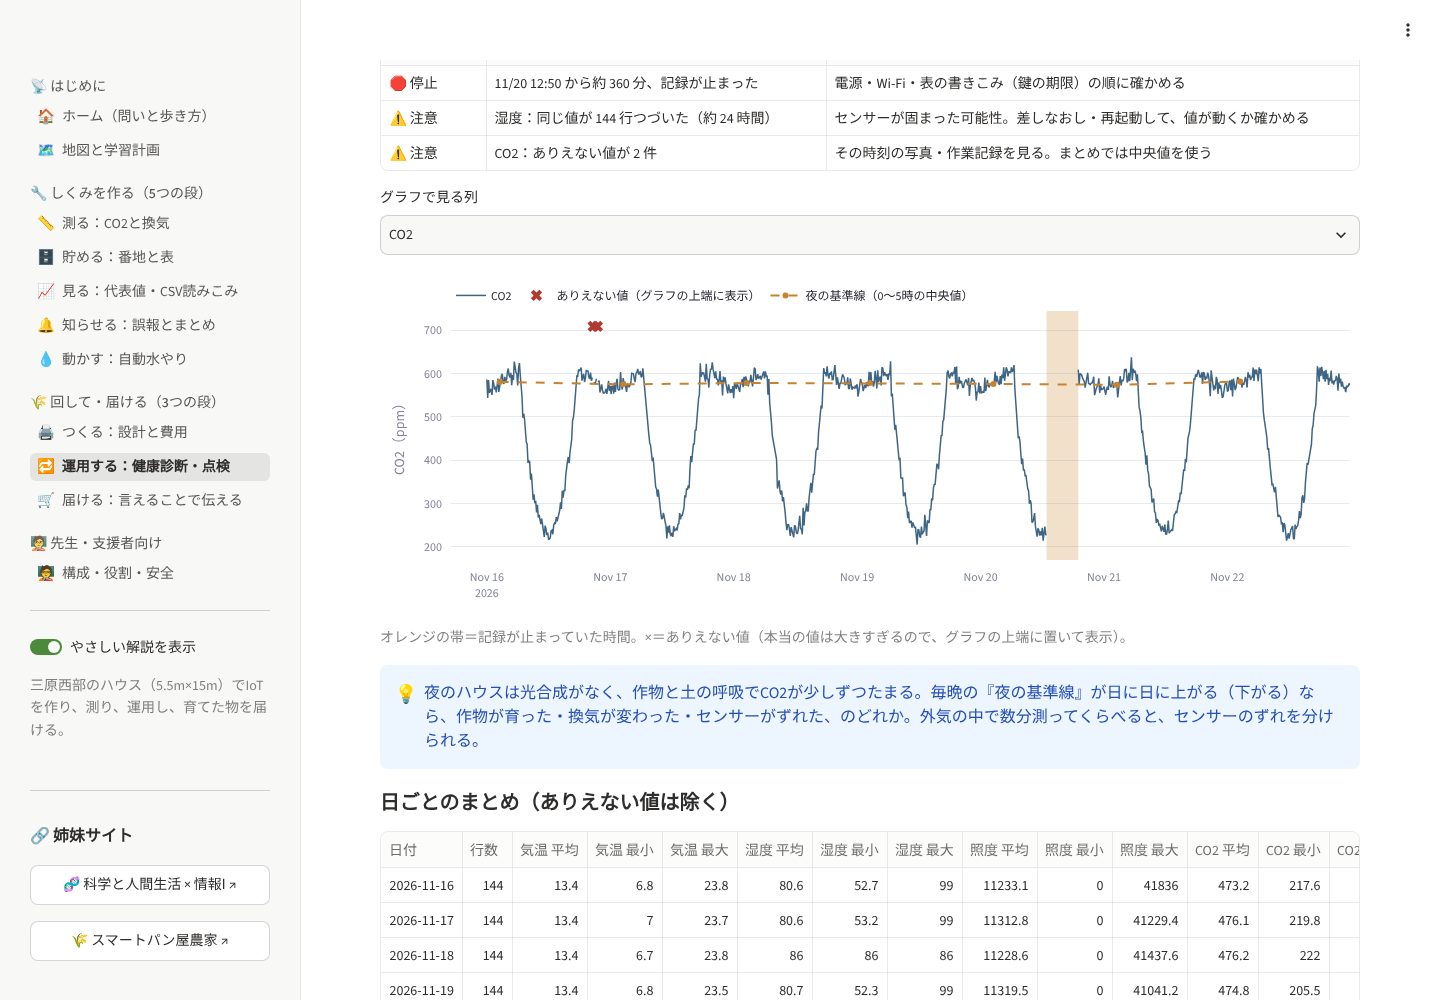 📡 はじめに
🏠 ホーム（問いと歩き方）
🗺️ 地図と学習計画
🔧 しくみを作る（5つの段）
📏 測る：CO2と換気
🗄️ 貯める：番地と表
📈 見る：代表値・CSV読みこみ
🔔 知らせる：誤報とまとめ
💧 動かす：自動水やり
🌾 回して・届ける（3つの段）
🖨️ つくる：設計と費用
🔁 運用する：健康診断・点検
🛒 届ける：言えることで伝える
🧑‍🏫 先生・支援者向け
🧑‍🏫 構成・役割・安全
やさしい解説を表示
三原西部のハウス（5.5m×15m）でIoT
を作り、測り、運用し、育てた物を届
ける。
🔗 姉妹サイト
🧬 科学と人間生活 × 情報I ↗
🌾 スマートパン屋農家 ↗
🛑 停止 11/20 12:50 から約 360 分、記録が止まった 電源・Wi-Fi・表の書きこみ（鍵の期限）の順に確かめる
⚠️ 注意 湿度：同じ値が 144 行つづいた（約 24 時間） センサーが固まった可能性。差しなおし・再起動して、値が動くか確かめる
⚠️ 注意 CO2：ありえない値が 2 件 その時刻の写真・作業記録を見る。まとめでは中央値を使う
グラフで見る列
CO2
CO2 ありえない値（グラフの上端に表示） 夜の基準線（0〜5時の中央値）
CO2（ppm）
700
600
500
400
300
200
Nov 16 Nov 17 Nov 18 Nov 19 Nov 20 Nov 21 Nov 22
2026
オレンジの帯＝記録が止まっていた時間。×＝ありえない値（本当の値は大きすぎるので、グラフの上端に置いて表示）。
💡 夜のハウスは光合成がなく、作物と土の呼吸でCO2が少しずつたまる。毎晩の『夜の基準線』が日に日に上がる（下がる）な
ら、作物が育った・換気が変わった・センサーがずれた、のどれか。外気の中で数分測ってくらべると、センサーのずれを分け
られる。
日ごとのまとめ（ありえない値は除く）
日付 行数 気温 平均 気温 最小 気温 最大 湿度 平均 湿度 最小 湿度 最大 照度 平均 照度 最小 照度 最大 CO2 平均 CO2 最小 CO2
2026-11-16 144 13.4 6.8 23.8 80.6 52.7 99 11233.1 0 41836 473.2 217.6
2026-11-17 144 13.4 7 23.7 80.6 53.2 99 11312.8 0 41229.4 476.1 219.8
2026-11-18 144 13.4 6.7 23.8 86 86 86 11228.6 0 41437.6 476.2 222
2026-11-19 144 13.4 6.8 23.5 80.7 52.3 99 11319.5 0 41041.2 474.8 205.5